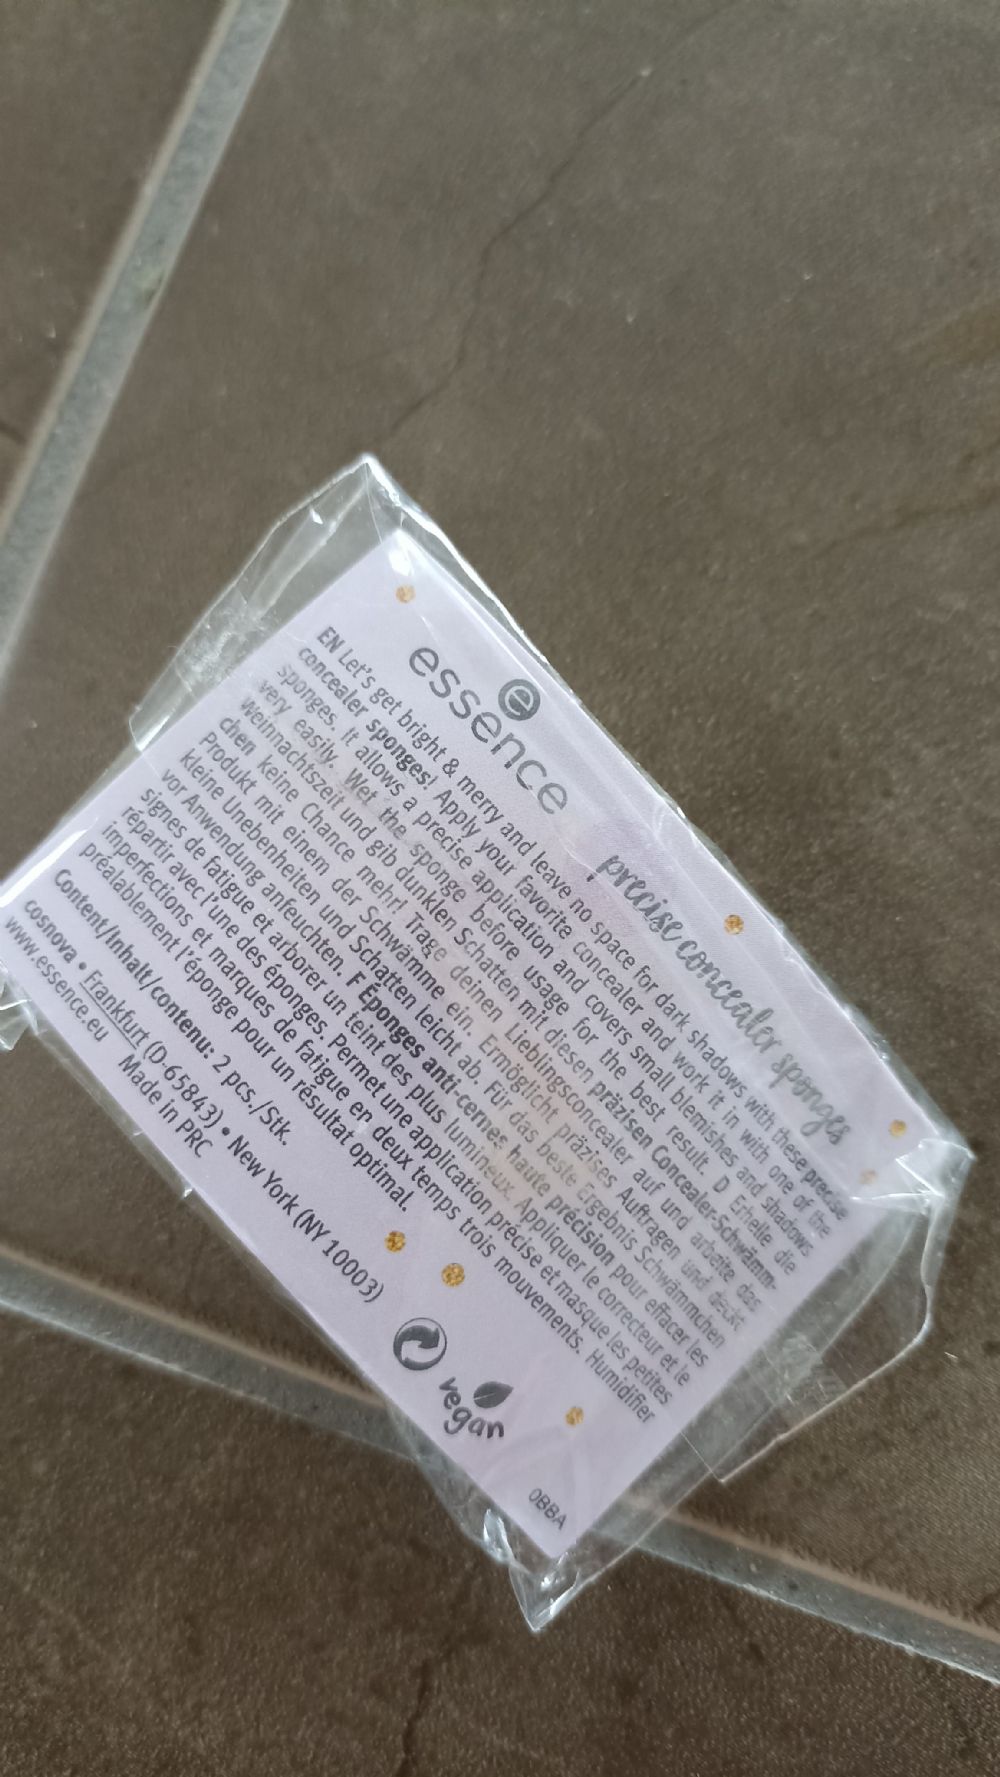 e
essence
precise concealer sponges
EN Let's get bright & merry and leave no space for dark shadows with these precise
concealer sponges! Apply your favorite concealer and work it in with one of the
sponges. It allows a precise application and covers small blemishes and shadows
very easily. Wet the sponge before usage for the best result. D Erhelle die
Weihnachtszeit und gib dunklen Schatten mit diesen präzisen Concealer-Schwämm-
chen keine Chance mehr! Trage deinen Lieblingsconcealer auf und arbeite das
Produkt mit einem der Schwämme ein. Ermöglicht präzises Auftragen und deckt
kleine Unebenheiten und Schatten leicht ab. Für das beste Ergebnis Schwämmchen
vor Anwendung anfeuchten. F Éponges anti-cernes haute précision pour effacer les
signes de fatigue et arborer un teint des plus lumineux. Appliquer le correcteur et le
répartir avec l'une des éponges. Permet une application précise et masque les petites
imperfections et marques de fatigue en deux temps trois mouvements. Humidifier
préalablement l'éponge pour un résultat optimal.
Content/Inhalt/contenu: 2 pcs./Stk.
cosnova • Frankfurt (D-65843) • New York (NY 10003)
www.essence.eu Made in PRC
vegan
0BBA